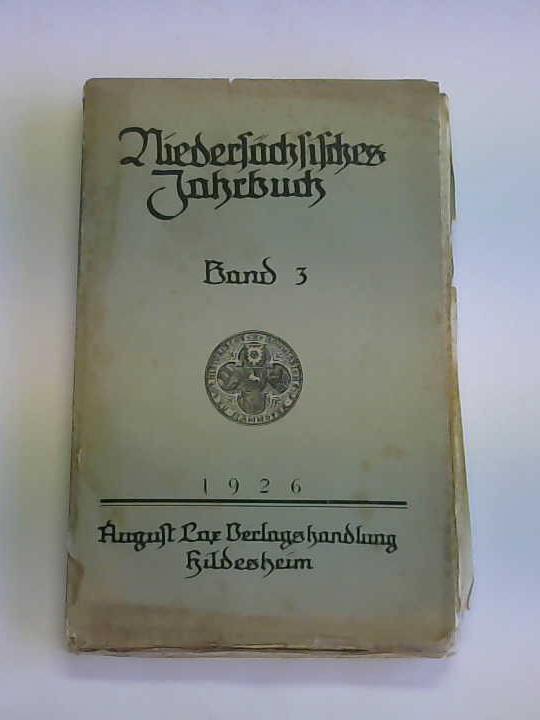 Niedersächsisches
Jahrbuch
Band 3
1926
August Lax Verlagshandlung
Hildesheim